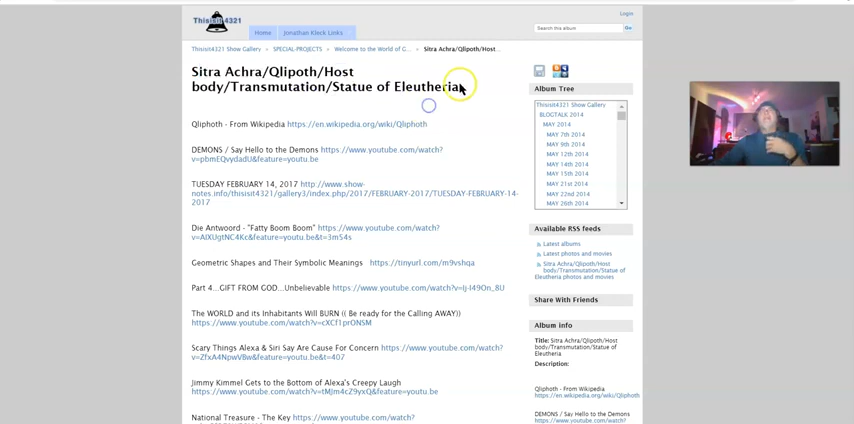 Thisisit4321
Home
Jonathan Kleck Links
Login
Search this album
Go
Thisisit4321 Show Gallery
SPECIAL-PROJECTS
Welcome to the World of G...
Sitra Achra/Qlipoth/Host...
Sitra Achra/Qlipoth/Host
body/Transmutation/Statue of Eleutheria
Qliphoth - From Wikipedia https://en.wikipedia.org/wiki/Qliphoth
DEMONS / Say Hello to the Demons https://www.youtube.com/watch?
v=pbmEQvydadU&feature=youtu.be
TUESDAY FEBRUARY 14, 2017 http://www.show-
notes.info/thisisit4321/gallery3/index.php/2017/FEBRUARY-2017/TUESDAY-FEBRUARY-14-
2017
Die Antwoord - "Fatty Boom Boom" https://www.youtube.com/watch?
v=AIXUgtNC4Kc&feature=youtu.be&t=3m54s
Geometric Shapes and Their Symbolic Meanings https://tinyurl.com/m9vshqa
Part 4...GIFT FROM GOD...Unbelievable https://www.youtube.com/watch?v=Ij-I49On_8U
The WORLD and its Inhabitants Will BURN (( Be ready for the Calling AWAY))
https://www.youtube.com/watch?v=cXCf1prONSM
Scary Things Alexa & Siri Say Are Cause For Concern https://www.youtube.com/watch?
v=ZfxA4NpwVBw&feature=youtu.be&t=407
Jimmy Kimmel Gets to the Bottom of Alexa's Creepy Laugh
https://www.youtube.com/watch?v=tMJm4cZ9yxQ&feature=youtu.be
National Treasure - The Key https://www.youtube.com/watch?
Album Tree
Thisisit4321 Show Gallery
BLOGTALK 2014
MAY 2014
MAY 7th 2014
MAY 9th 2014
MAY 12th 2014
MAY 14th 2014
MAY 15th 2014
MAY 21st 2014
MAY 22nd 2014
MAY 26th 2014
Available RSS feeds
Latest albums
Latest photos and movies
Sitra Achra/Qlipoth/Host
body/Transmutation/Statue of
Eleutheria photos and movies
Share With Friends
Album info
Title: Sitra Achra/Qlipoth/Host
body/Transmutation/Statue of
Eleutheria
Description:
Qliphoth - From Wikipedia
https://en.wikipedia.org/wiki/Qliphoth
DEMONS / Say Hello to the Demons
https://www.youtube.com/watch?